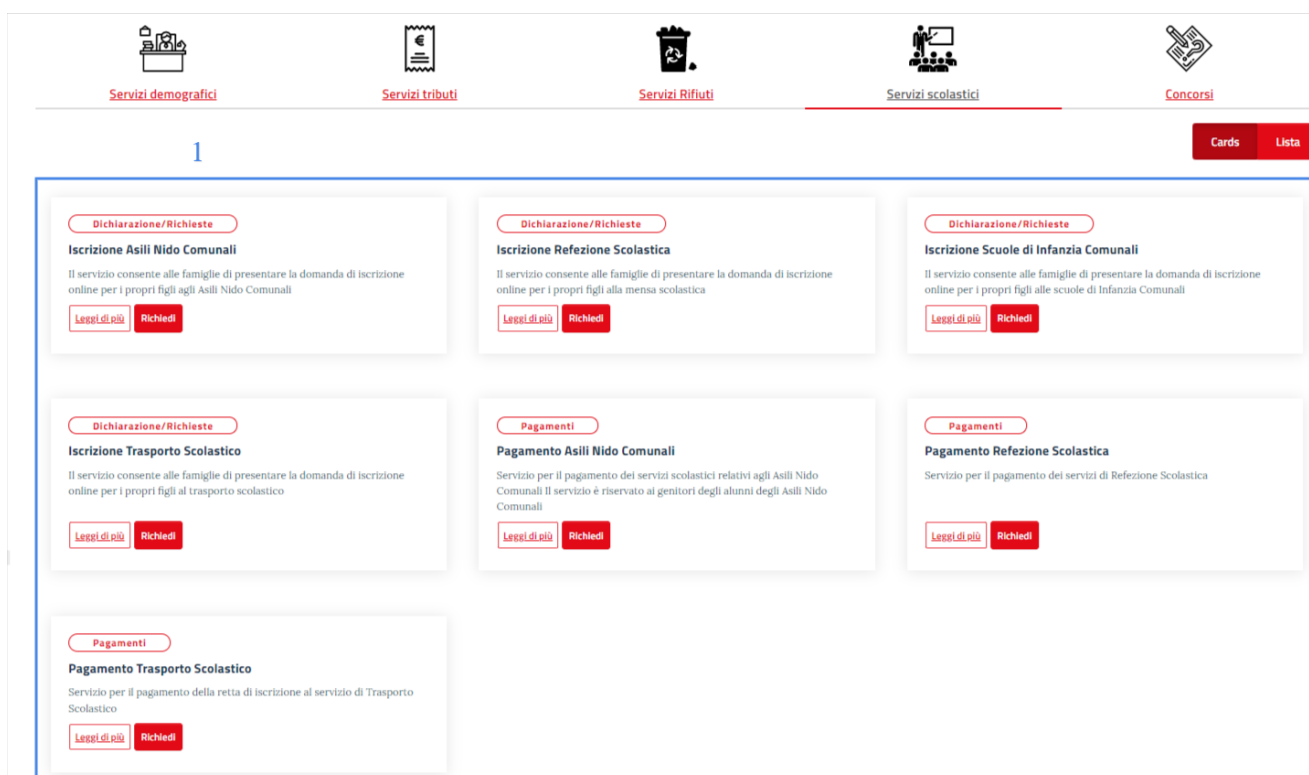 Servizi demografici
Servizi tributi
Servizi Rifiuti
Servizi scolastici
Concorsi
1
Cards
Lista
Dichiarazione/Richieste
Iscrizione Asili Nido Comunali
Il servizio consente alle famiglie di presentare la domanda di iscrizione
online per i propri figli agli Asili Nido Comunali
Leggi di più
Richiedi
Dichiarazione/Richieste
Iscrizione Refezione Scolastica
Il servizio consente alle famiglie di presentare la domanda di iscrizione
online per i propri figli alla mensa scolastica
Leggi di più
Richiedi
Dichiarazione/Richieste
Iscrizione Scuole di Infanzia Comunali
Il servizio consente alle famiglie di presentare la domanda di iscrizione
online per i propri figli alle scuole di Infanzia Comunali
Leggi di più
Richiedi
Dichiarazione/Richieste
Iscrizione Trasporto Scolastico
Il servizio consente alle famiglie di presentare la domanda di iscrizione
online per i propri figli al trasporto scolastico
Leggi di più
Richiedi
Pagamenti
Pagamento Asili Nido Comunali
Servizio per il pagamento dei servizi scolastici relativi agli Asili Nido
Comunali Il servizio è riservato ai genitori degli alunni degli Asili Nido
Comunali
Leggi di più
Richiedi
Pagamenti
Pagamento Refezione Scolastica
Servizio per il pagamento dei servizi di Refezione Scolastica
Leggi di più
Richiedi
Pagamenti
Pagamento Trasporto Scolastico
Servizio per il pagamento della retta di iscrizione al servizio di Trasporto
Scolastico
Leggi di più
Richiedi